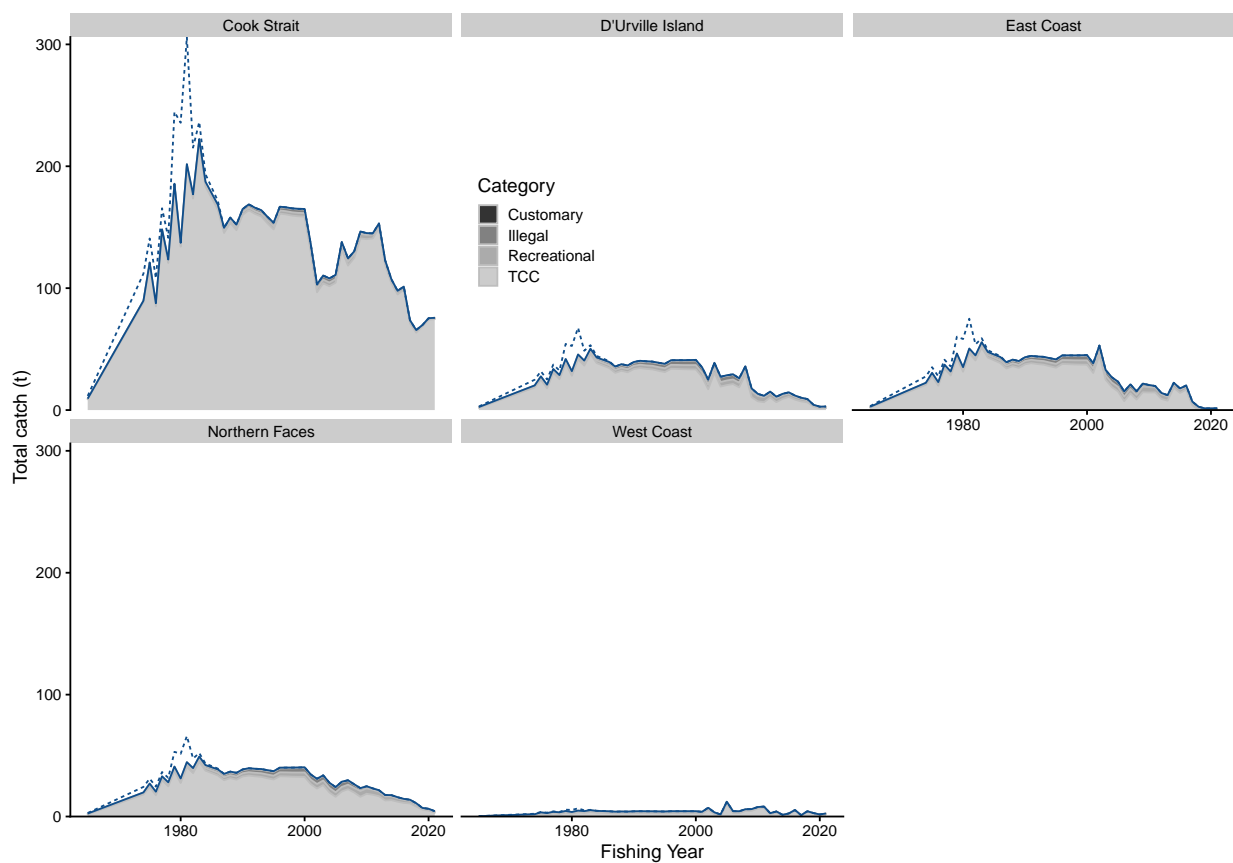 Cook Strait
D'Urville Island
East Coast
300
200
100
0
Category
Customary
Illegal
Recreational
TCC
1980
2000
2020
Northern Faces
West Coast
300
200
100
0
1980
2000
2020
1980
2000
2020
Total catch (t)
Fishing Year